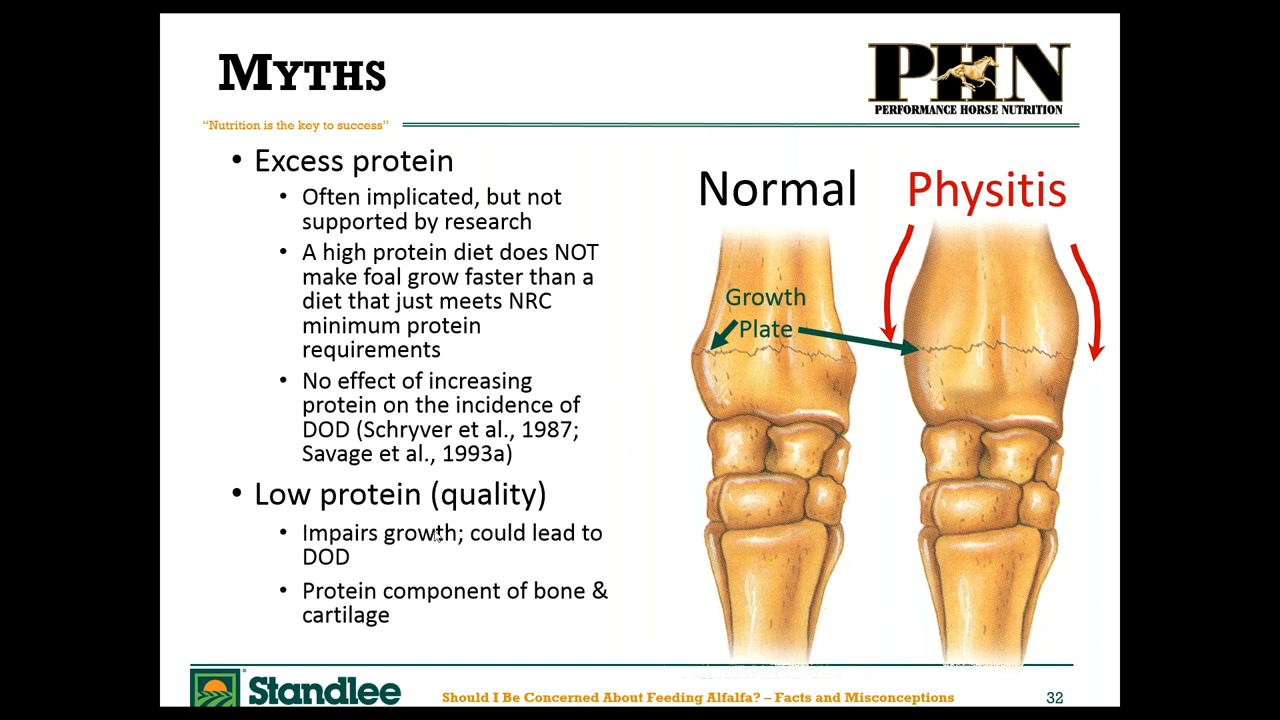 MYTHS
PHN
PERFORMANCE HORSE NUTRITION
“Nutrition is the key to success”
• Excess protein
• Often implicated, but not
supported by research
• A high protein diet does NOT
make foal grow faster than a
diet that just meets NRC
minimum protein
requirements
• No effect of increasing
protein on the incidence of
DOD (Schryver et al., 1987;
Savage et al., 1993a)
• Low protein (quality)
• Impairs growth; could lead to
DOD
• Protein component of bone &
cartilage
Normal
Physitis
Growth
Plate
Standlee
Should I Be Concerned About Feeding Alfalfa? – Facts and Misconceptions
32